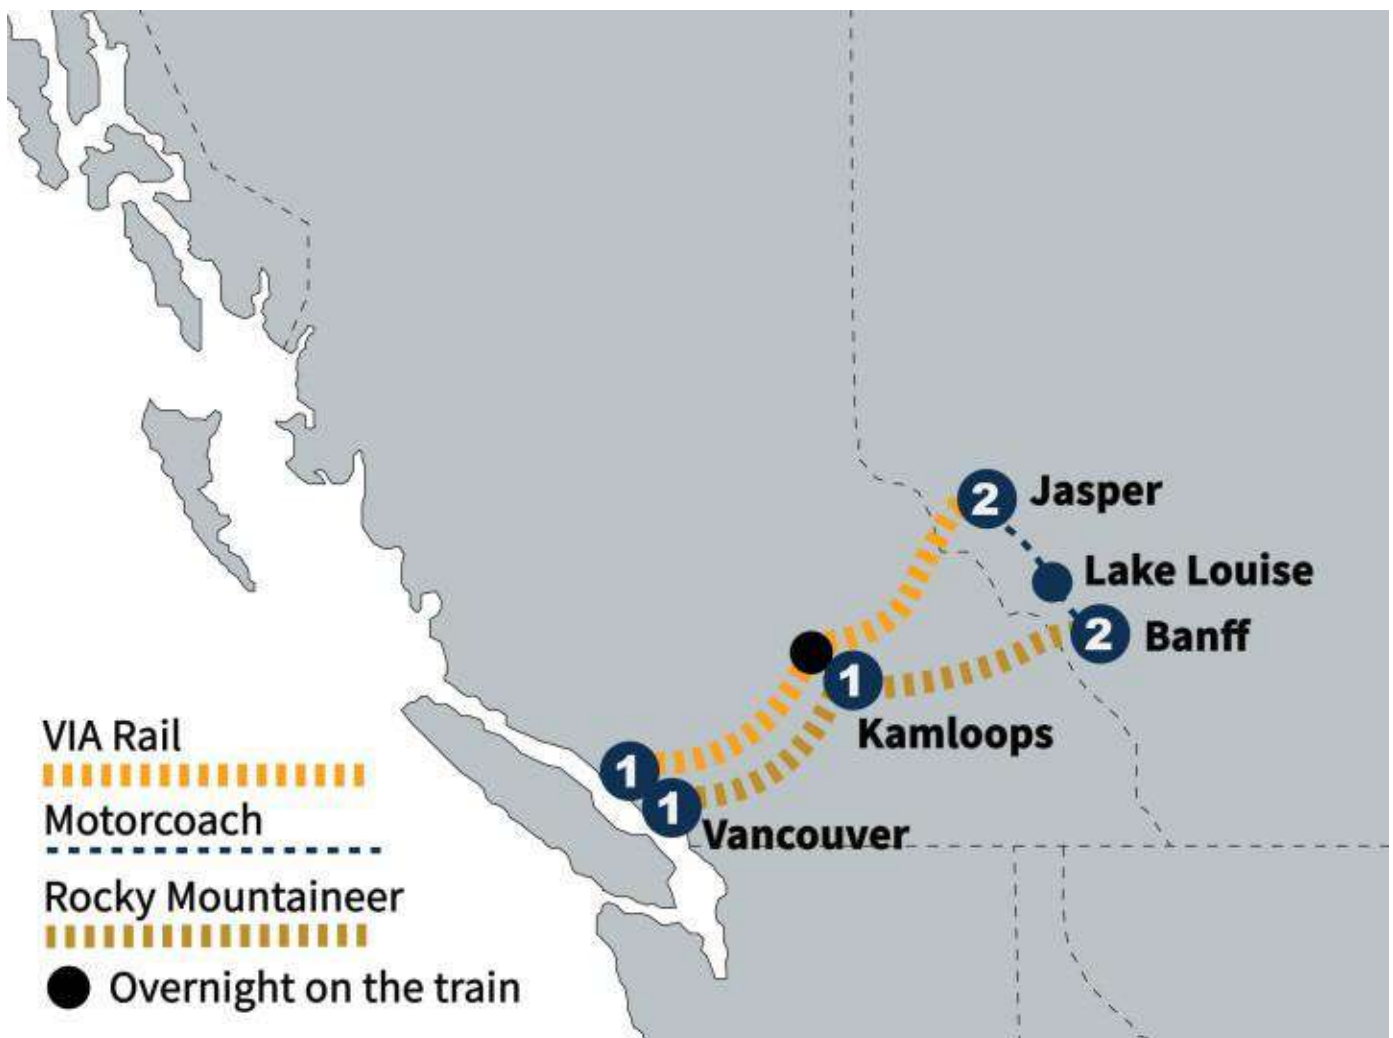 2
Jasper
Lake Louise
2
Banff
1
Kamloops
1
1
Vancouver
VIA Rail
Motorcoach
Rocky Mountaineer
Overnight on the train